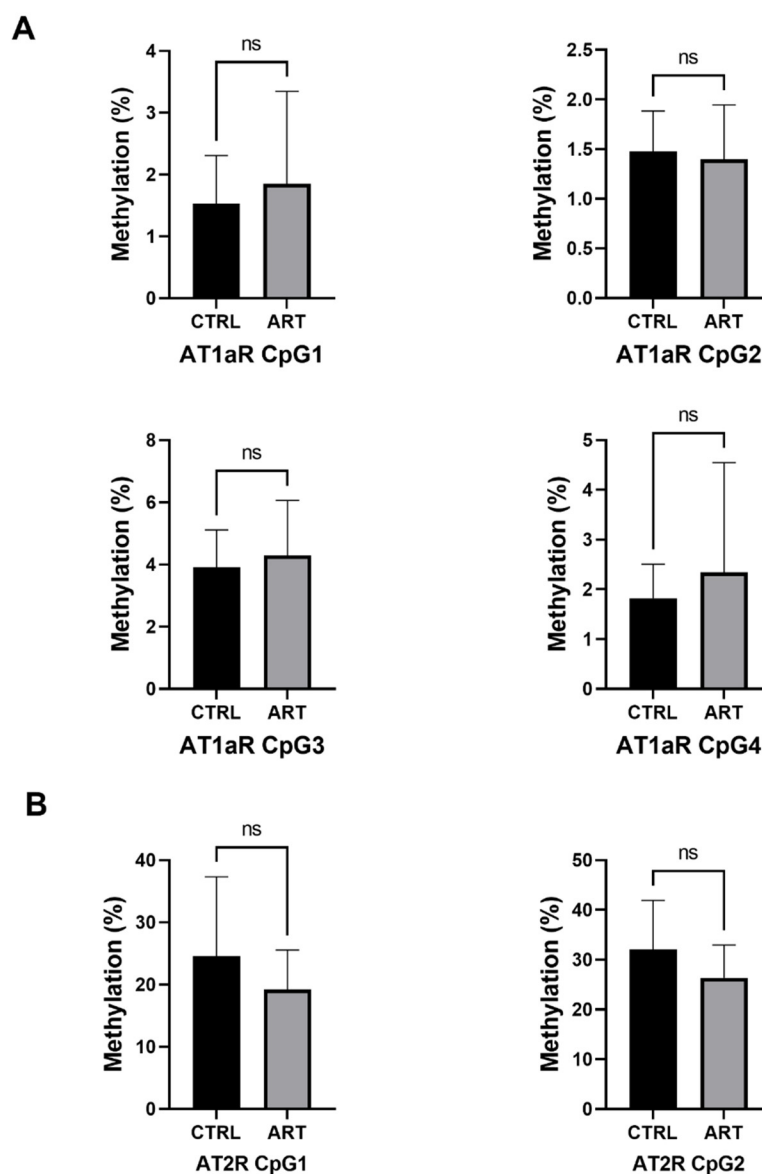 A
ns
Methylation (%)
4
3
2
1
0
CTRL ART
AT1aR CpG1
ns
Methylation (%)
2.5
2.0
1.5
1.0
0.5
0.0
CTRL ART
AT1aR CpG2
ns
Methylation (%)
8
6
4
2
0
CTRL ART
AT1aR CpG3
ns
Methylation (%)
5
4
3
2
1
0
CTRL ART
AT1aR CpG4
B
ns
Methylation (%)
40
30
20
10
0
CTRL ART
AT2R CpG1
ns
Methylation (%)
50
40
30
20
10
0
CTRL ART
AT2R CpG2